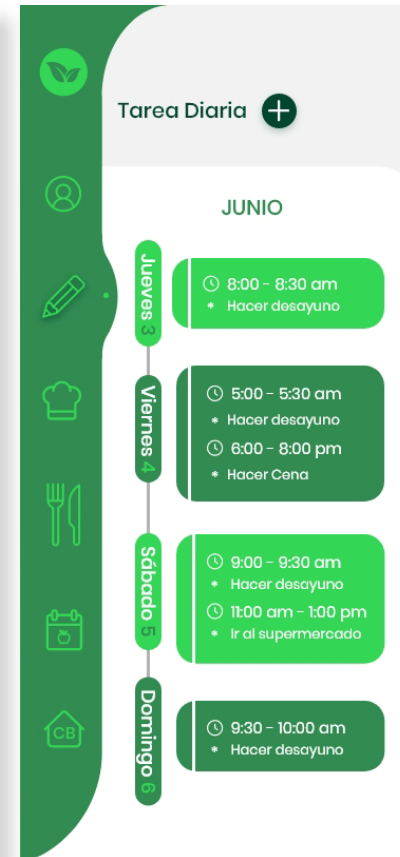 Tarea Diaria
JUNIO
Jueves 3
8:00 - 8:30 am
* Hacer desayuno
Viernes 4
5:00 - 5:30 am
* Hacer desayuno
6:00 - 8:00 pm
* Hacer Cena
Sábado 5
9:00 - 9:30 am
* Hacer desayuno
11:00 am - 1:00 pm
* Ir al supermercado
Domingo 6
9:30 - 10:00 am
* Hacer desayuno
CB